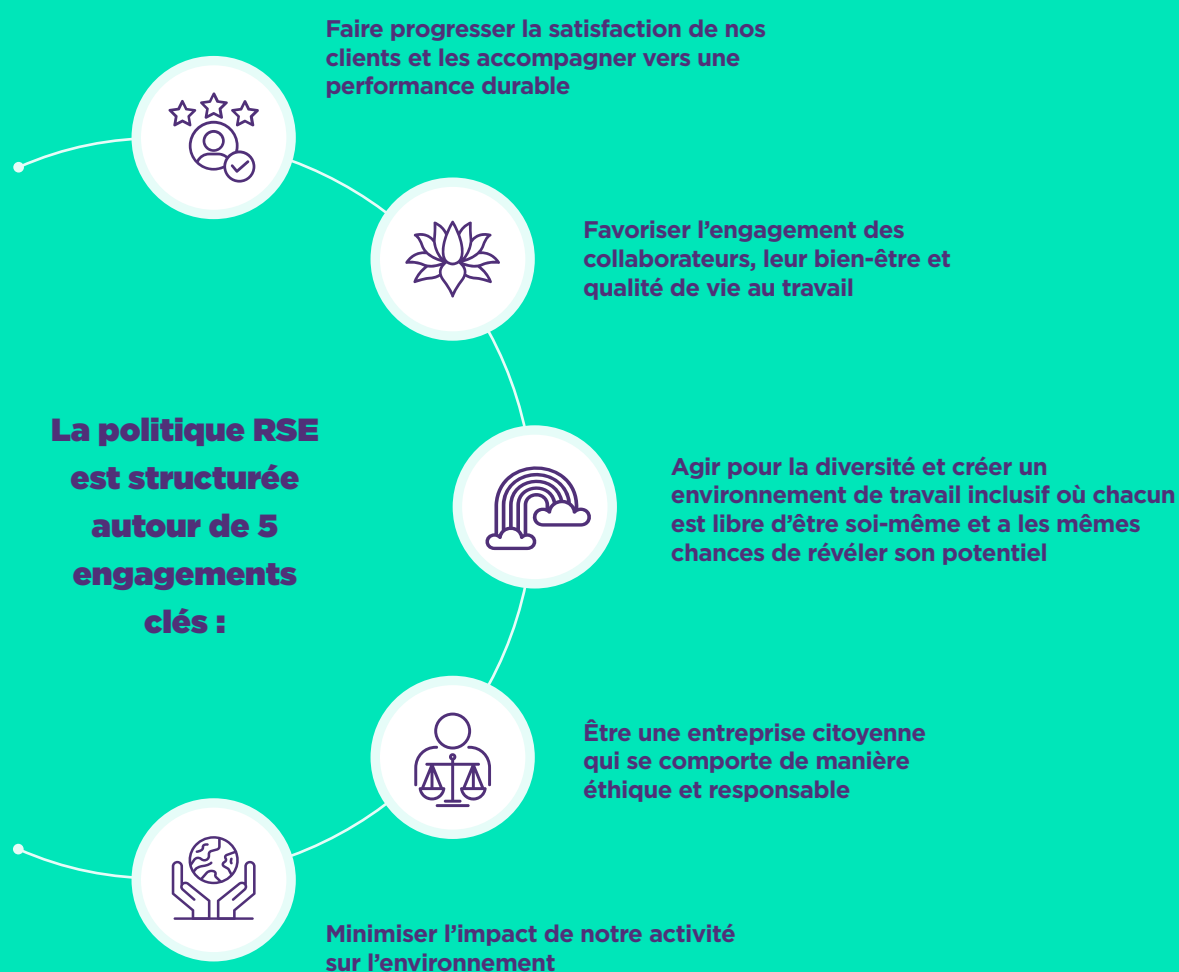 Faire progresser la satisfaction de nos
clients et les accompagner vers une
performance durable
Favoriser l’engagement des
collaborateurs, leur bien-être et
qualité de vie au travail
La politique RSE
est structurée
autour de 5
engagements
clés :
Agir pour la diversité et créer un
environnement de travail inclusif où chacun
est libre d’être soi-même et a les mêmes
chances de révéler son potentiel
Être une entreprise citoyenne
qui se comporte de manière
éthique et responsable
Minimiser l’impact de notre activité
sur l’environnement